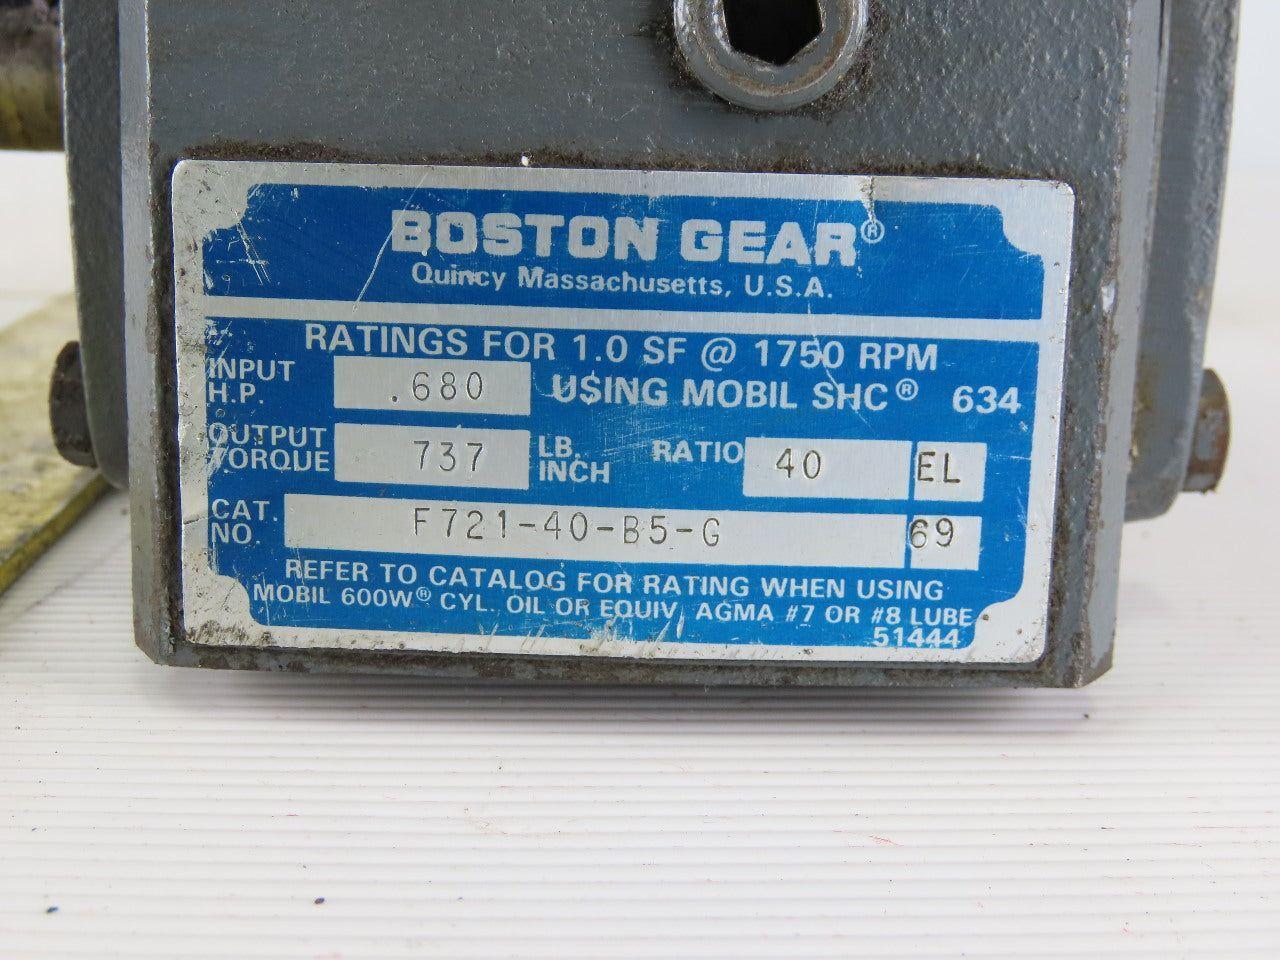 BOSTON GEAR®
Quincy Massachusetts, U.S.A.
RATINGS FOR 1.0 SF @ 1750 RPM
INPUT H.P. .680 USING MOBIL SHC® 634
OUTPUT TORQUE 737 LB. INCH RATIO 40 EL
CAT. NO. F721-40-B5-G 69
REFER TO CATALOG FOR RATING WHEN USING
MOBIL 600W® CYL. OIL OR EQUIV. AGMA #7 OR #8 LUBE
51444